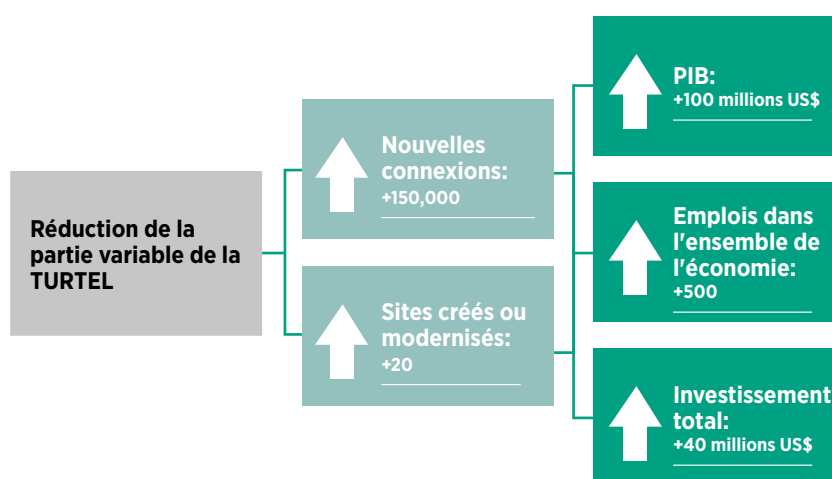 Réduction de la
partie variable de la
TURTEL
Nouvelles
connexions:
+150,000
Sites créés ou
modernisés:
+20
PIB:
+100 millions US$
Emplois dans
l'ensemble de
l'économie:
+500
Investissement
total:
+40 millions US$